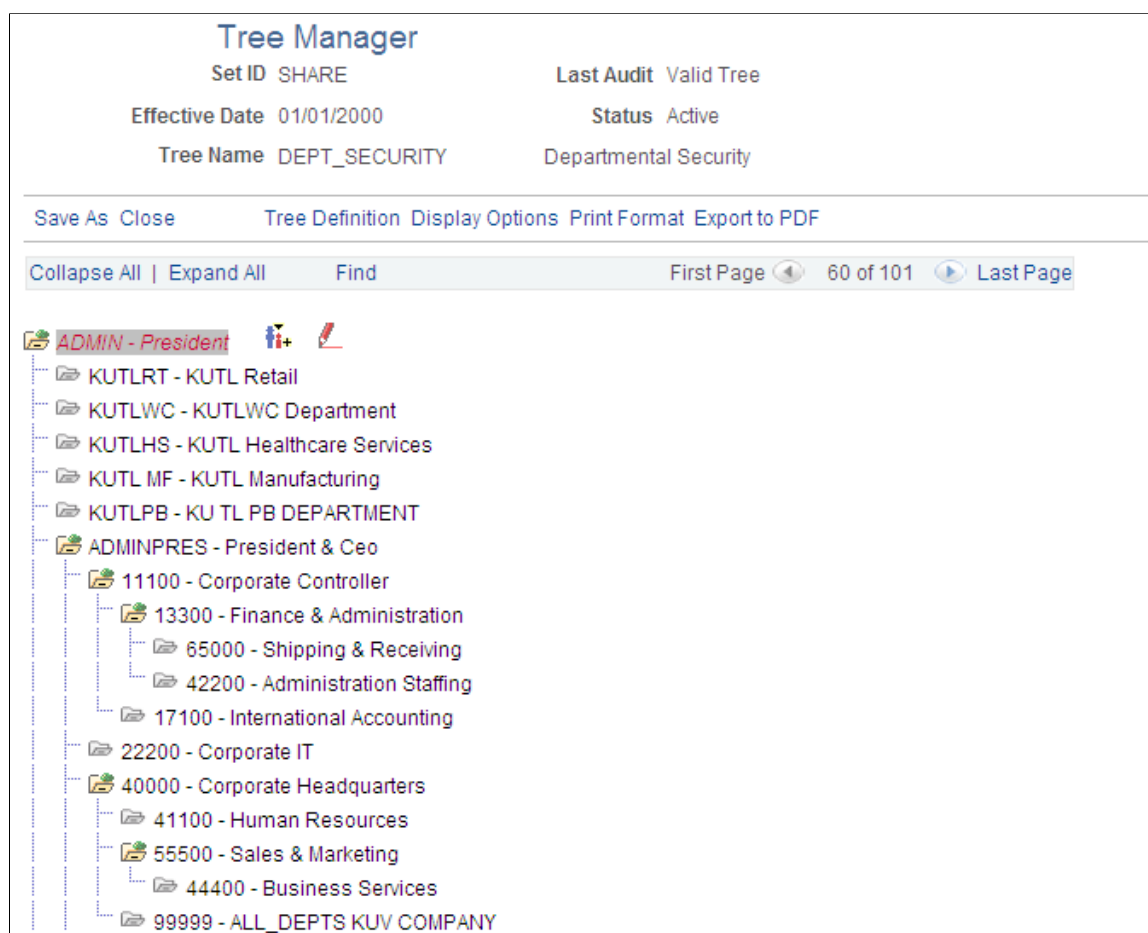 Tree Manager
Set ID SHARE Last Audit Valid Tree
Effective Date 01/01/2000 Status Active
Tree Name DEPT_SECURITY Departmental Security
Save As Close Tree Definition Display Options Print Format Export to PDF
Collapse All | Expand All Find First Page 60 of 101 Last Page
ADMIN - President
KUTLRT - KUTL Retail
KUTLWC - KUTLWC Department
KUTLHS - KUTL Healthcare Services
KUTL MF - KUTL Manufacturing
KUTLPB - KU TL PB DEPARTMENT
ADMINPRES - President & Ceo
11100 - Corporate Controller
13300 - Finance & Administration
65000 - Shipping & Receiving
42200 - Administration Staffing
17100 - International Accounting
22200 - Corporate IT
40000 - Corporate Headquarters
41100 - Human Resources
55500 - Sales & Marketing
44400 - Business Services
99999 - ALL_DEPTS KUV COMPANY